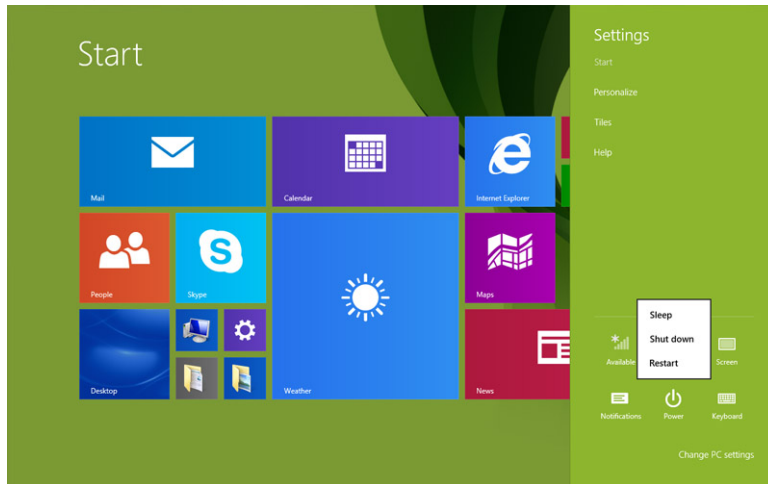 Start
Mail
Calendar
Internet Explorer
People
Skype
Maps
Desktop
Weather
News
Settings
Start
Personalize
Tiles
Help
Sleep
Shut down
Restart
Available
Screen
Notifications
Power
Keyboard
Change PC settings